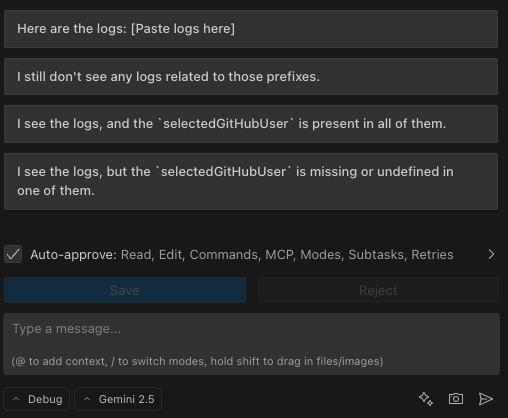 Here are the logs: [Paste logs here]
I still don't see any logs related to those prefixes.
I see the logs, and the `selectedGitHubUser` is present in all of them.
I see the logs, but the `selectedGitHubUser` is missing or undefined in
one of them.
Auto-approve: Read, Edit, Commands, MCP, Modes, Subtasks, Retries
Save Reject
Type a message...
(@ to add context, / to switch modes, hold shift to drag in files/images)
Debug Gemini 2.5